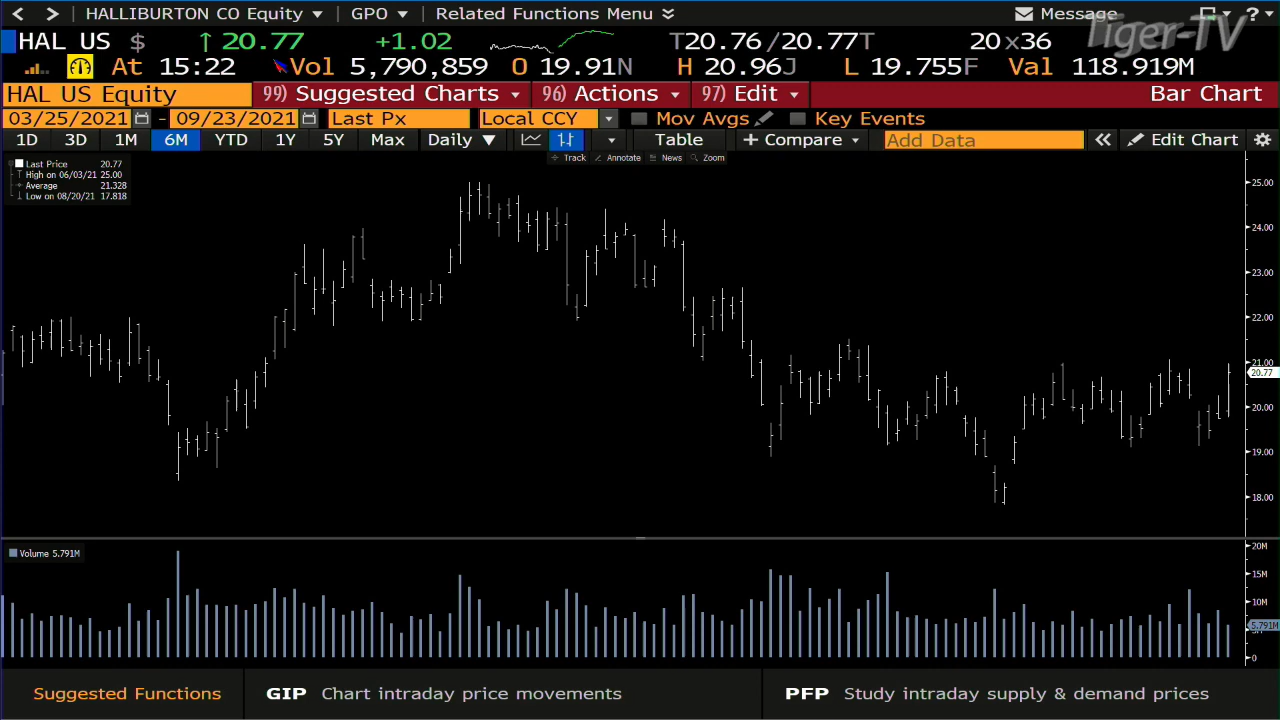 HALLIBURTON CO Equity GPO Related Functions Menu Message ?
Tiger-TV
HAL US $ ↑ 20.77 +1.02 T20.76/20.77T 20x36
At 15:22 Vol 5,790,859 O 19.91N H 20.96J L 19.755F Val 118.919M
HAL US Equity 99) Suggested Charts 96) Actions 97) Edit Bar Chart
03/25/2021 - 09/23/2021 Last Px Local CCY Mov Avgs Key Events
1D 3D 1M 6M YTD 1Y 5Y Max Daily ▼ Table + Compare Add Data « Edit Chart
Track Annotate News Zoom
Last Price 20.77
High on 06/03/21 25.00
Average 21.328
Low on 08/20/21 17.818
25.00
24.00
23.00
22.00
21.00
20.77
20.00
19.00
18.00
Volume 5.791M
20M
15M
10M
5.791M
0
Suggested Functions GIP Chart intraday price movements PFP Study intraday supply & demand prices